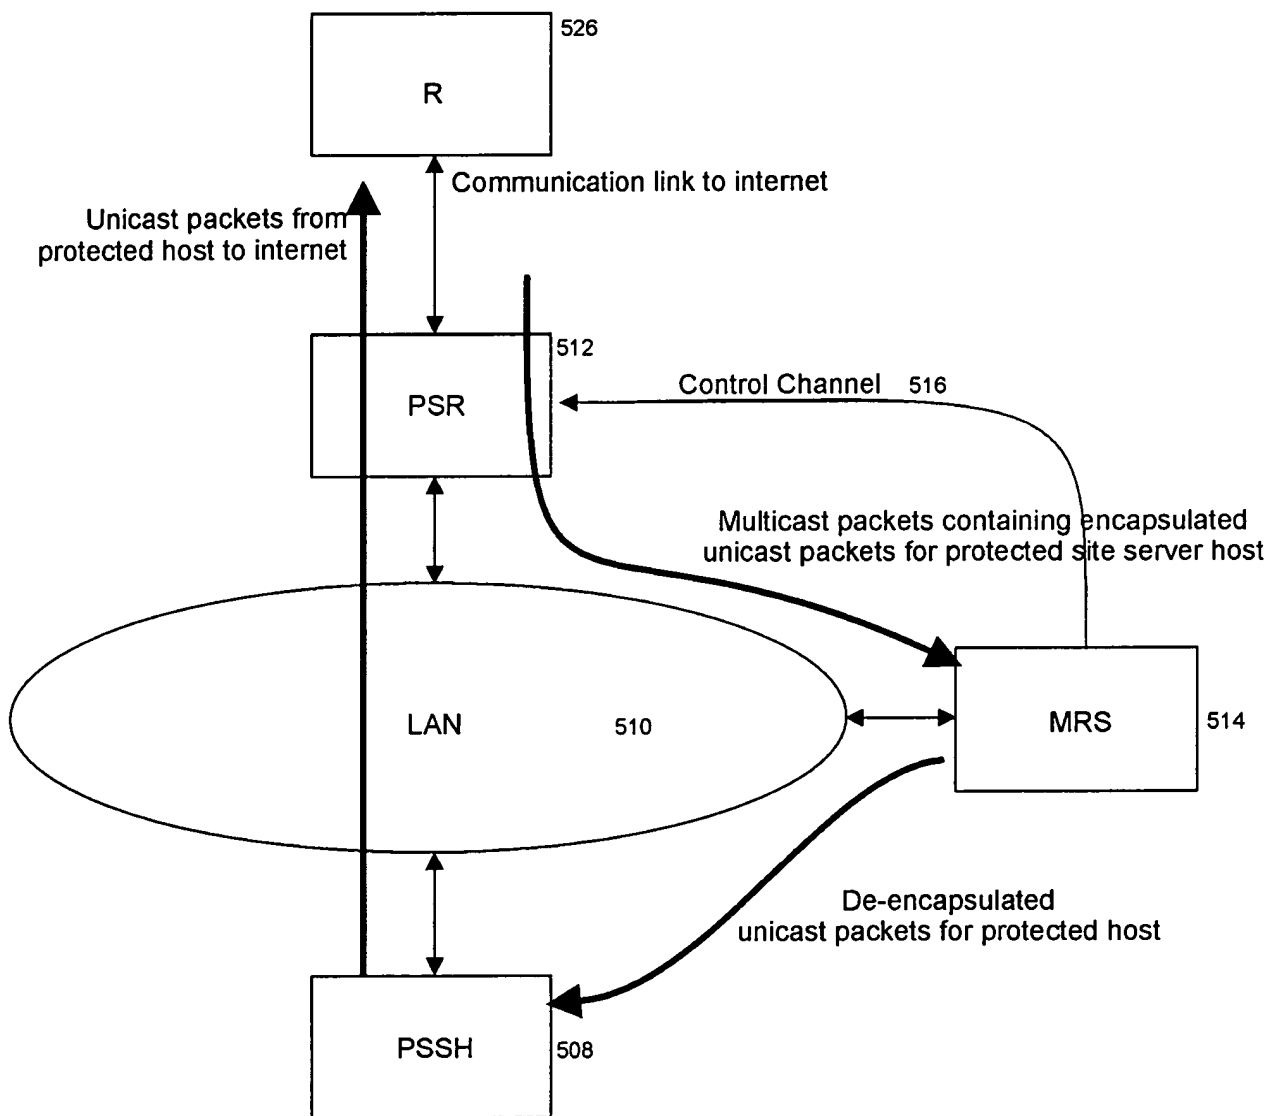 526
R
Communication link to internet
Unicast packets from
protected host to internet
512
PSR
Control Channel 516
Multicast packets containing encapsulated
unicast packets for protected site server host
LAN 510
MRS
514
De-encapsulated
unicast packets for protected host
PSSH
508